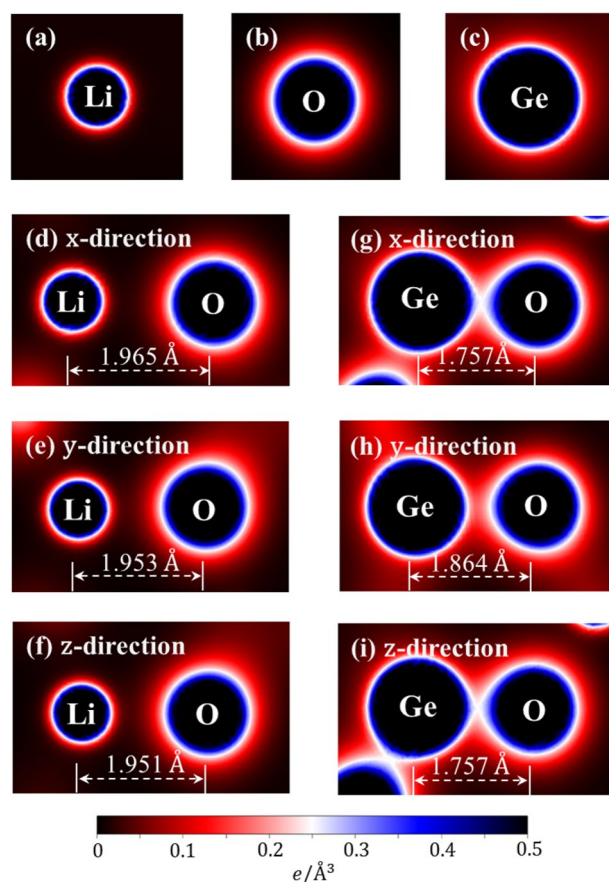 (a)
Li
(b)
O
(c)
Ge
(d) x-direction
Li
O
1.965 Å
(g) x-direction
Ge
O
1.757Å
(e) y-direction
Li
O
1.953 Å
(h) y-direction
Ge
O
1.864 Å
(f) z-direction
Li
O
1.951 Å
(i) z-direction
Ge
O
1.757 Å
0 0.1 0.2 0.3 0.4 0.5
e/Å³